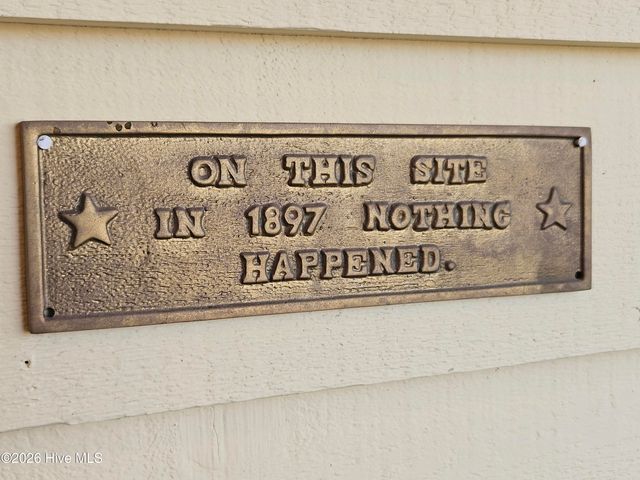 ON THIS SITE
IN 1897 NOTHING
HAPPENED.
©2026 Hive MLS